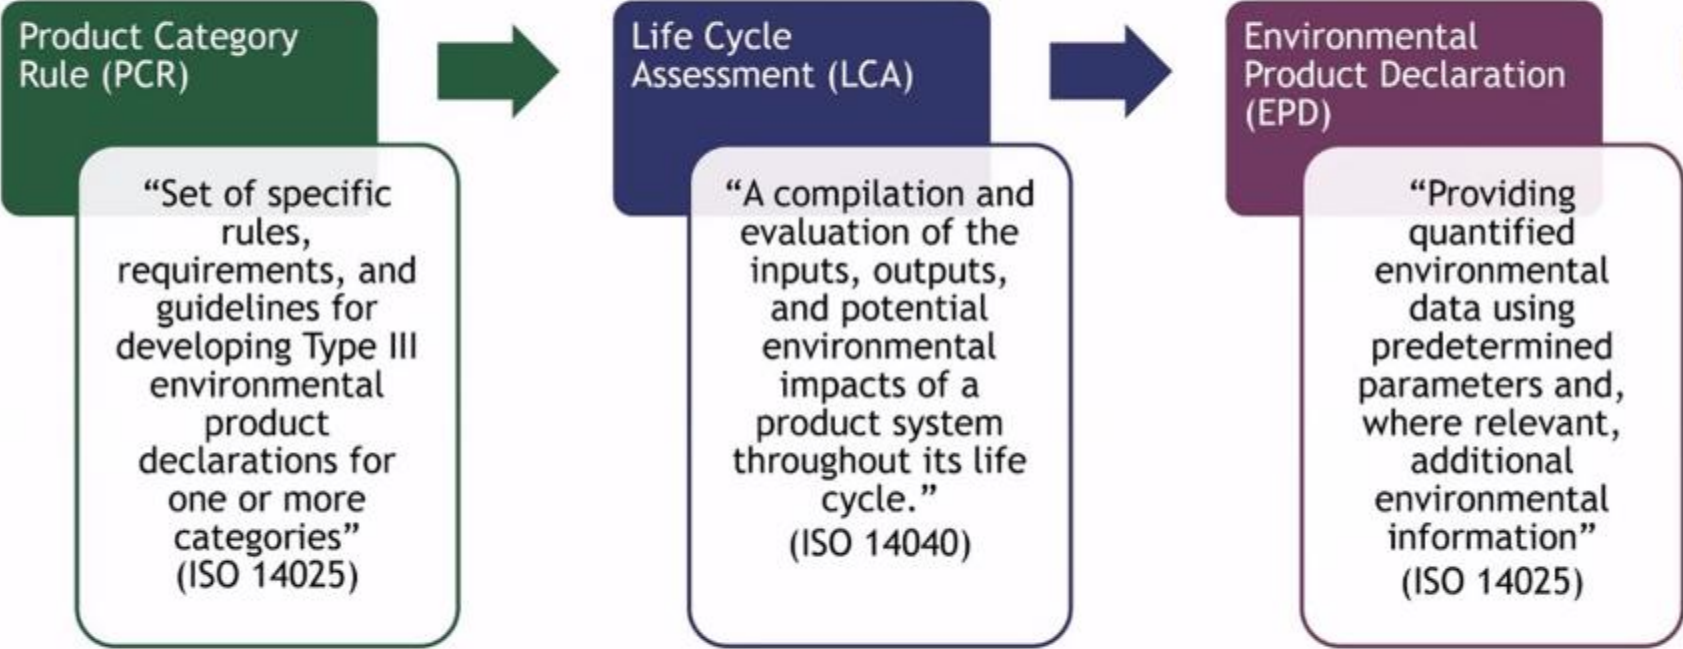 Product Category
Rule (PCR)
“Set of specific
rules,
requirements, and
guidelines for
developing Type III
environmental
product
declarations for
one or more
categories”
(ISO 14025)
Life Cycle
Assessment (LCA)
“A compilation and
evaluation of the
inputs, outputs,
and potential
environmental
impacts of a
product system
throughout its life
cycle.”
(ISO 14040)
Environmental
Product Declaration
(EPD)
“Providing
quantified
environmental
data using
predetermined
parameters and,
where relevant,
additional
environmental
information”
(ISO 14025)